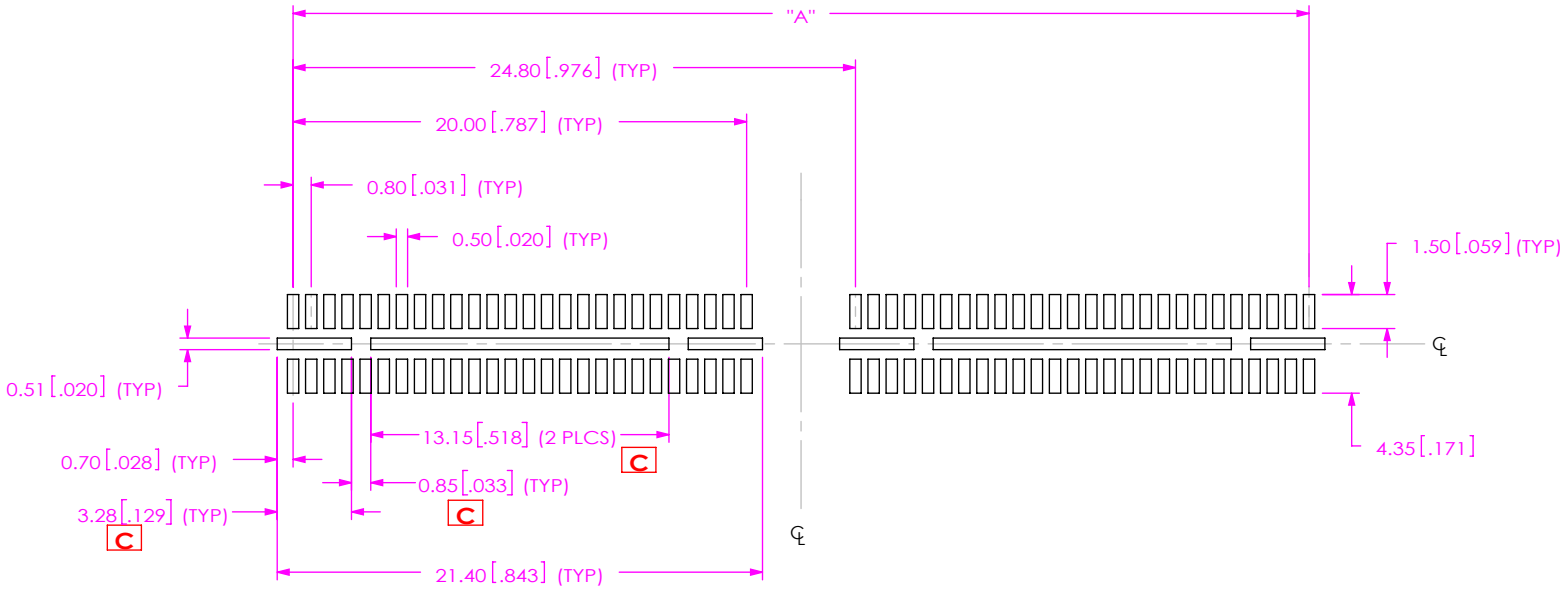 "A"
24.80[.976] (TYP)
20.00[.787] (TYP)
0.80[.031] (TYP)
0.50[.020] (TYP)
1.50[.059] (TYP)
℄
0.51[.020] (TYP)
13.15[.518] (2 PLCS)
C
4.35[.171]
0.70[.028] (TYP)
0.85[.033] (TYP)
C
3.28[.129] (TYP)
C
℄
21.40[.843] (TYP)